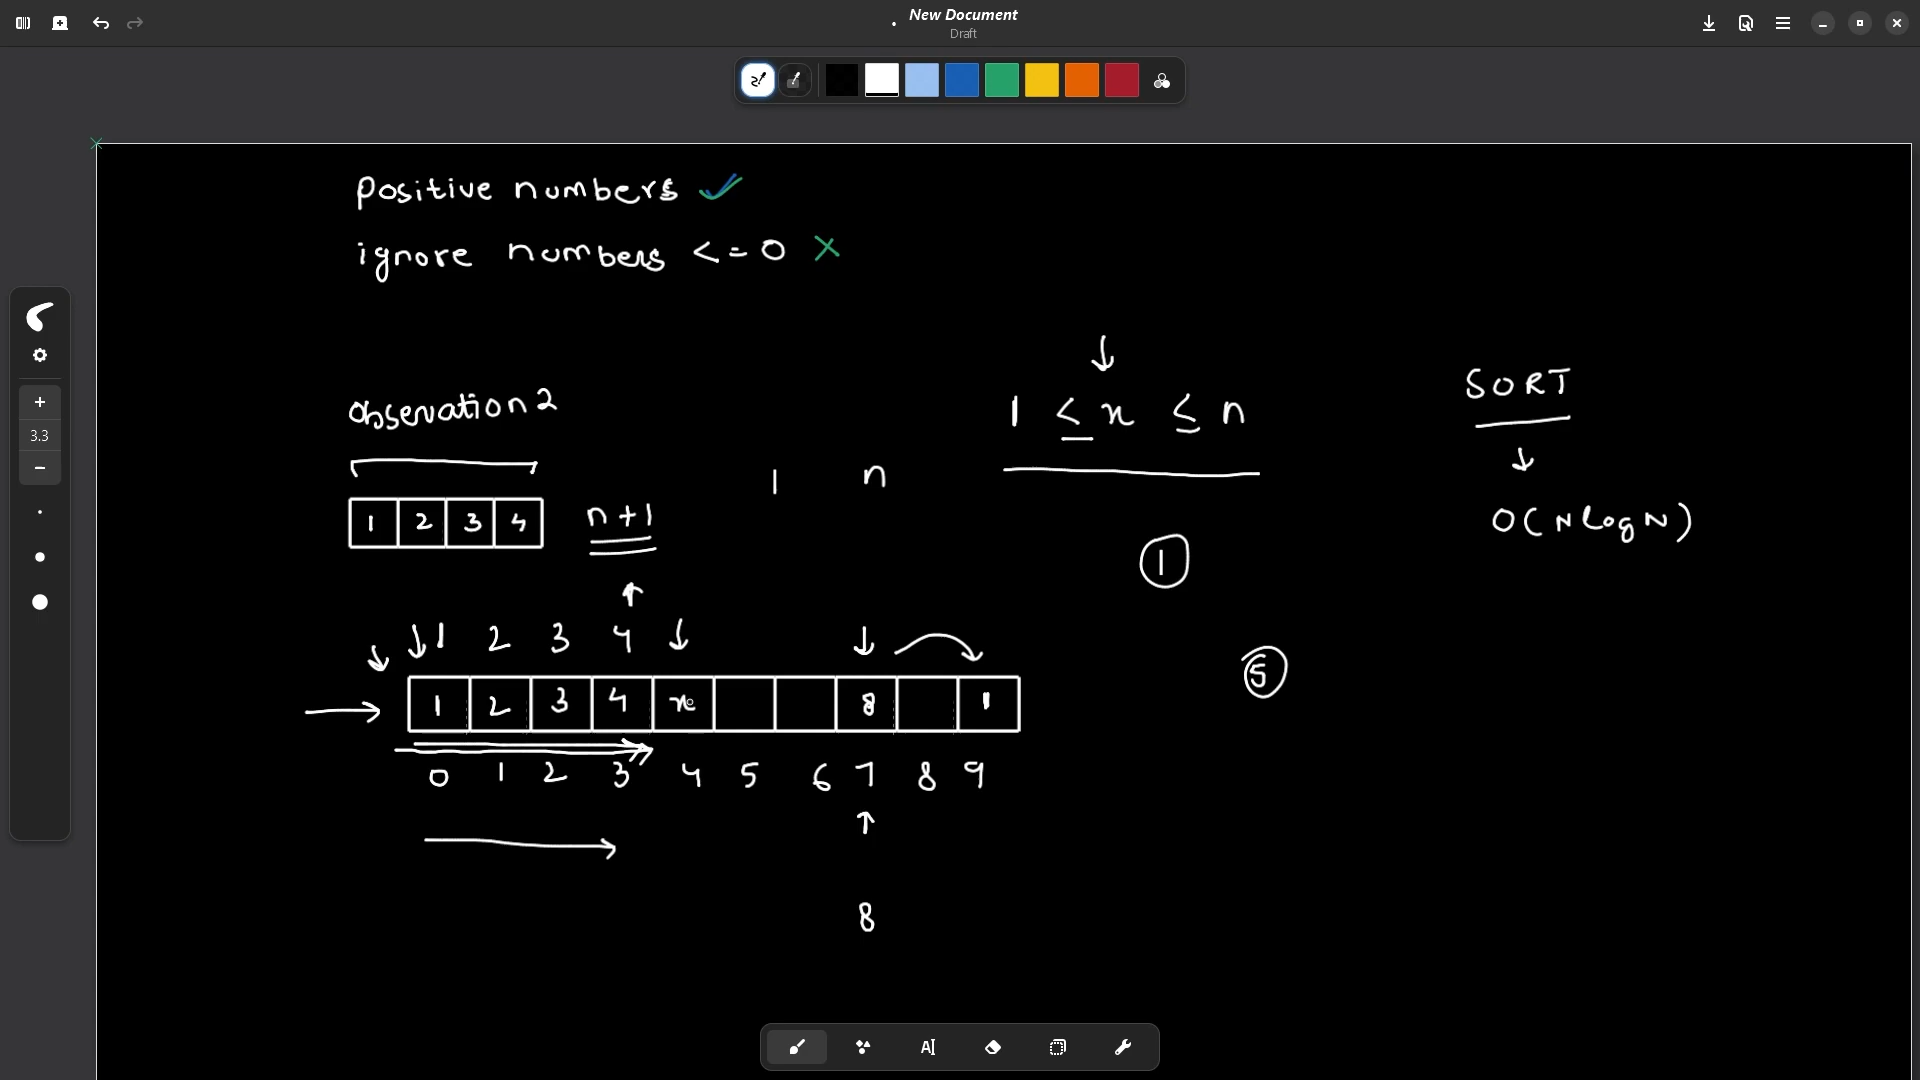 New Document
Draft
positive numbers
ignore numbers <= 0
observation 2
1 ≤ x ≤ n
SORT
1 n
1 2 3 4
n+1
O(N log N)
1
3.3
1 2 3 4
5
1 2 3 4 x 8 1
0 1 2 3 4 5 6 7 8 9
8